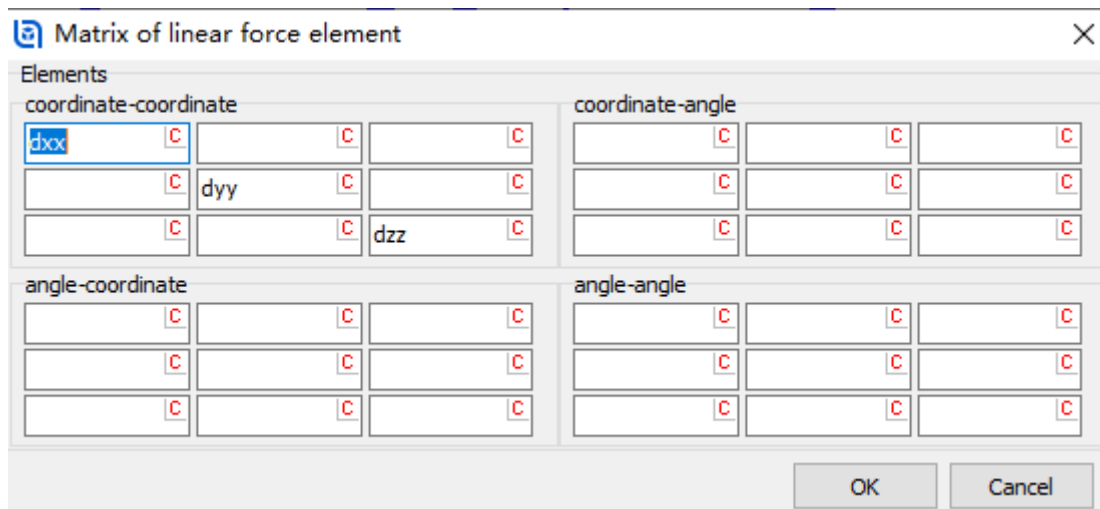 Matrix of linear force element
Elements
coordinate-coordinate
coordinate-angle
dxx C C C C C C
C dyy C C C C C
C C dzz C C C C
angle-coordinate
angle-angle
C C C C C C
C C C C C C
C C C C C C
OK Cancel